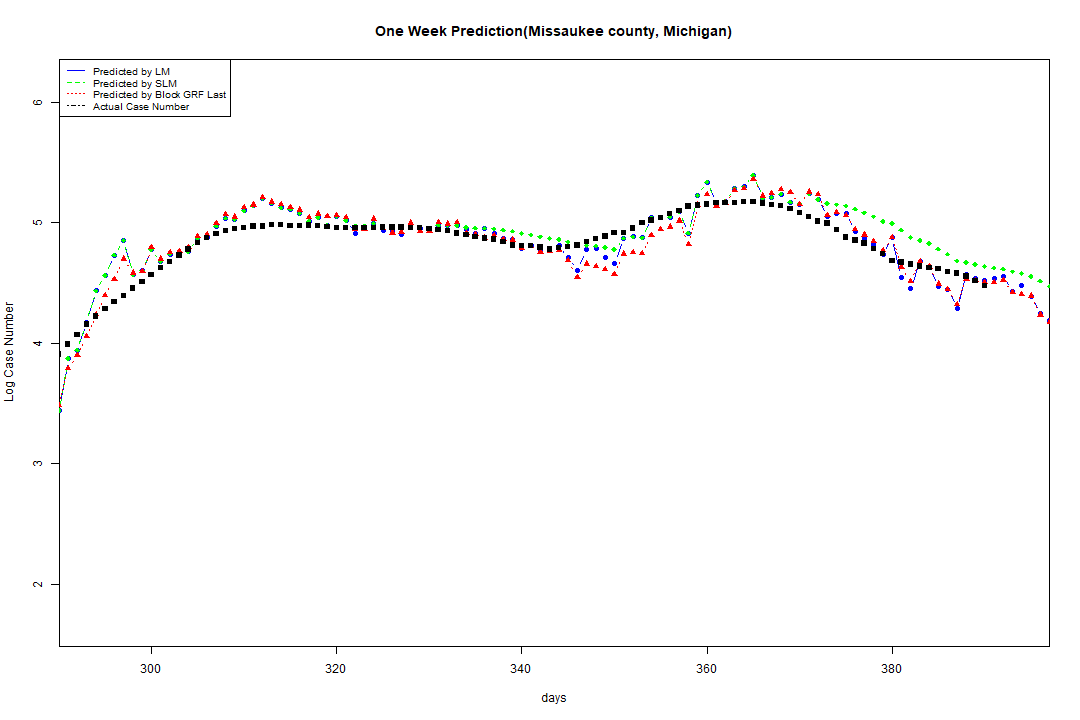 One Week Prediction(Missaukee county, Michigan)
Predicted by LM
Predicted by SLM
Predicted by Block GRF Last
Actual Case Number
6
5
4
3
2
Log Case Number
300 320 340 360 380
days